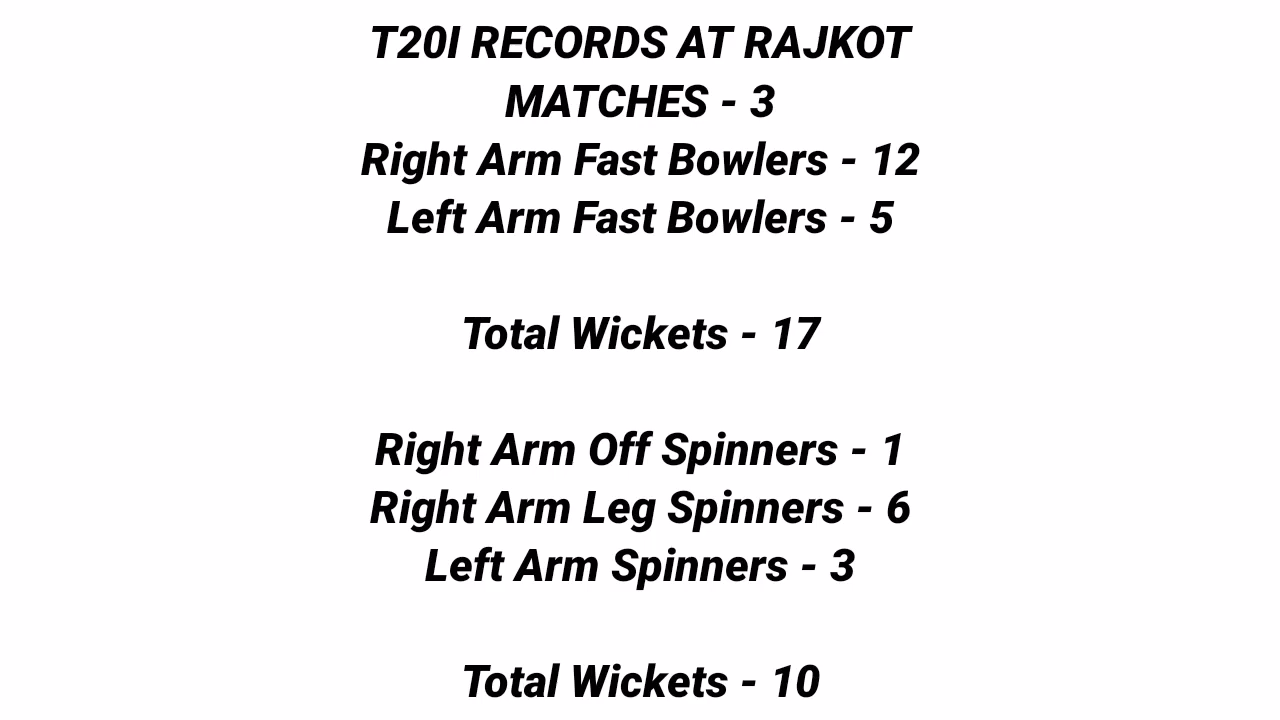 T20I RECORDS AT RAJKOT
MATCHES - 3
Right Arm Fast Bowlers - 12
Left Arm Fast Bowlers - 5
Total Wickets - 17
Right Arm Off Spinners - 1
Right Arm Leg Spinners - 6
Left Arm Spinners - 3
Total Wickets - 10